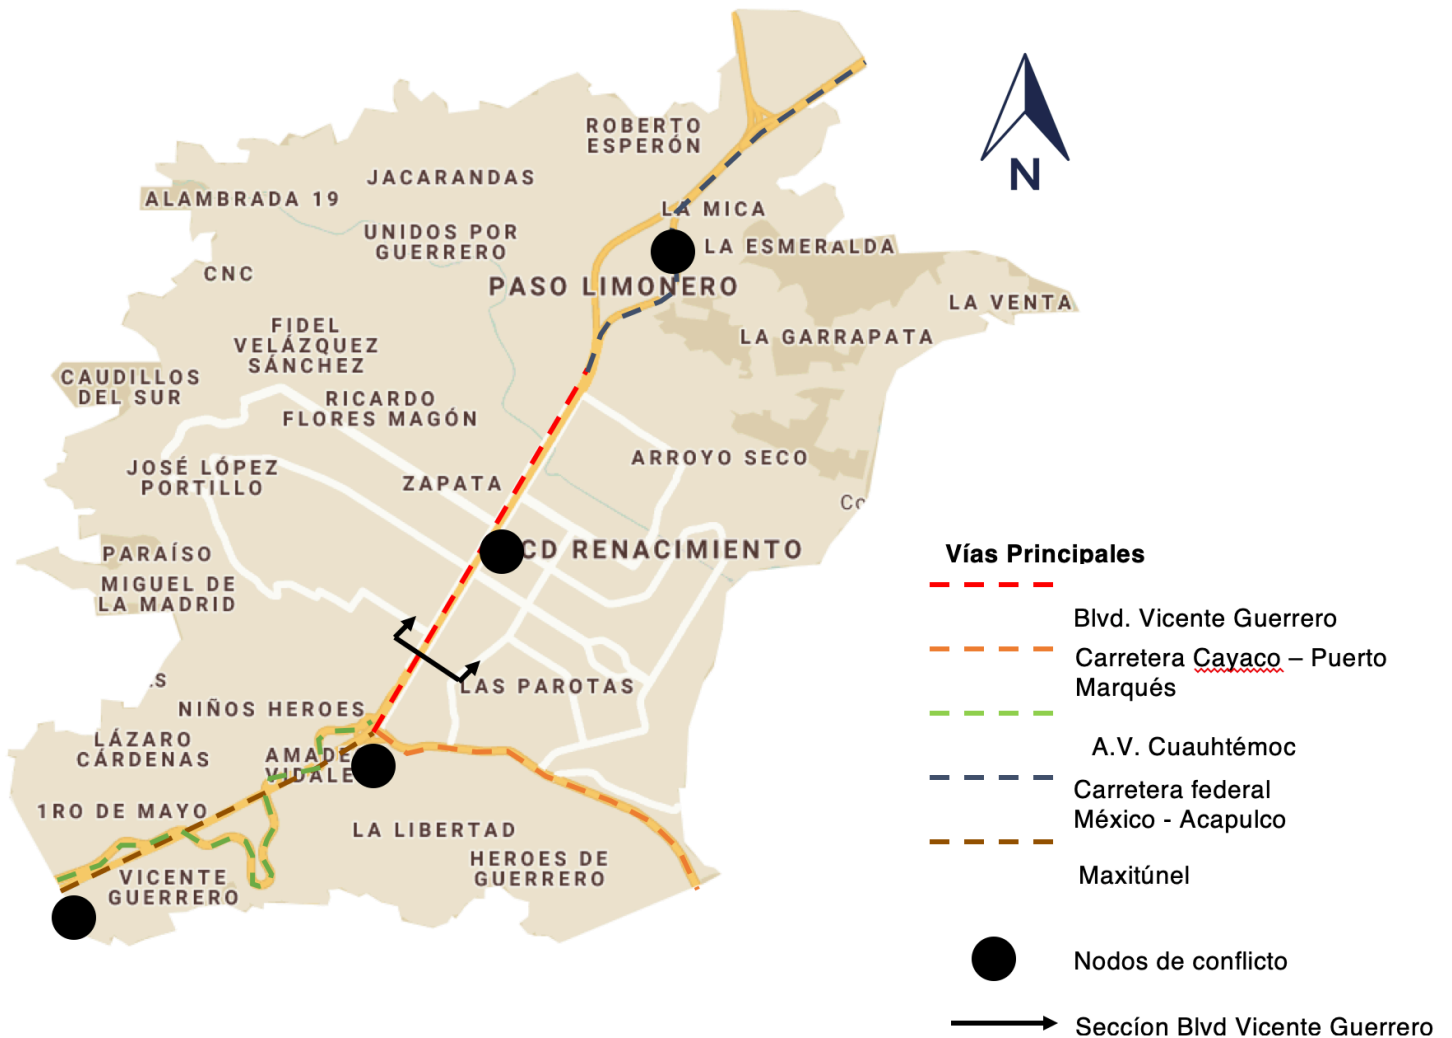 ROBERTO
ESPERÓN
JACARANDAS
ALAMBRADA 19
LA MICA
UNIDOS POR
GUERRERO
LA ESMERALDA
CNC
PASO LIMONERO
LA VENTA
FIDEL
VELÁZQUEZ
SÁNCHEZ
LA GARRAPATA
CAUDILLOS
DEL SUR
RICARDO
FLORES MAGÓN
ARROYO SECO
JOSÉ LÓPEZ
PORTILLO
ZAPATA
Co
PARAÍSO
CD RENACIMIENTO
MIGUEL DE
LA MADRID
LAS PAROTAS
NIÑOS HEROES
LÁZARO
CÁRDENAS
AMADE
VIDALE
1RO DE MAYO
LA LIBERTAD
HEROES DE
GUERRERO
VICENTE
GUERRERO
N
Vías Principales
Blvd. Vicente Guerrero
Carretera Cayaco – Puerto
Marqués
A.V. Cuauhtémoc
Carretera federal
México - Acapulco
Maxitúnel
Nodos de conflicto
Seccíon Blvd Vicente Guerrero